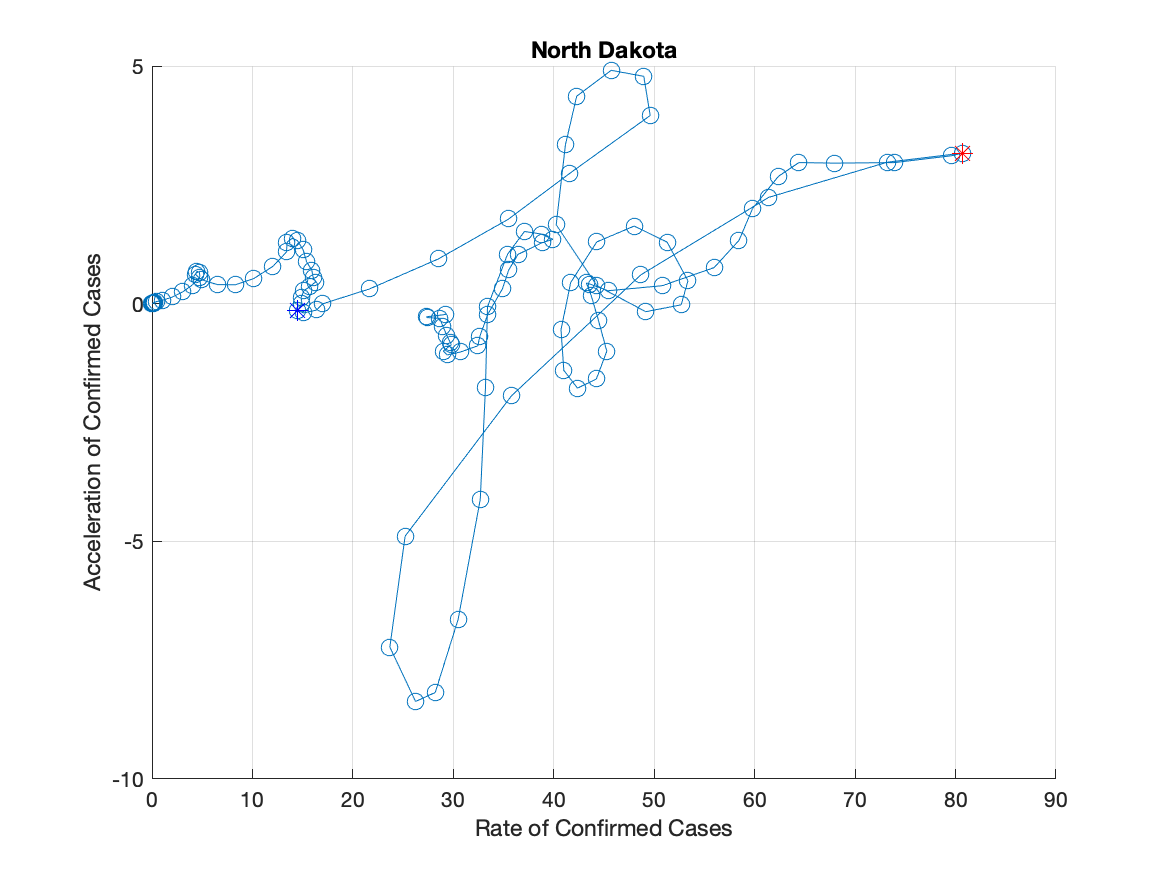 North Dakota
Acceleration of Confirmed Cases
5
0
-5
-10
0 10 20 30 40 50 60 70 80 90
Rate of Confirmed Cases